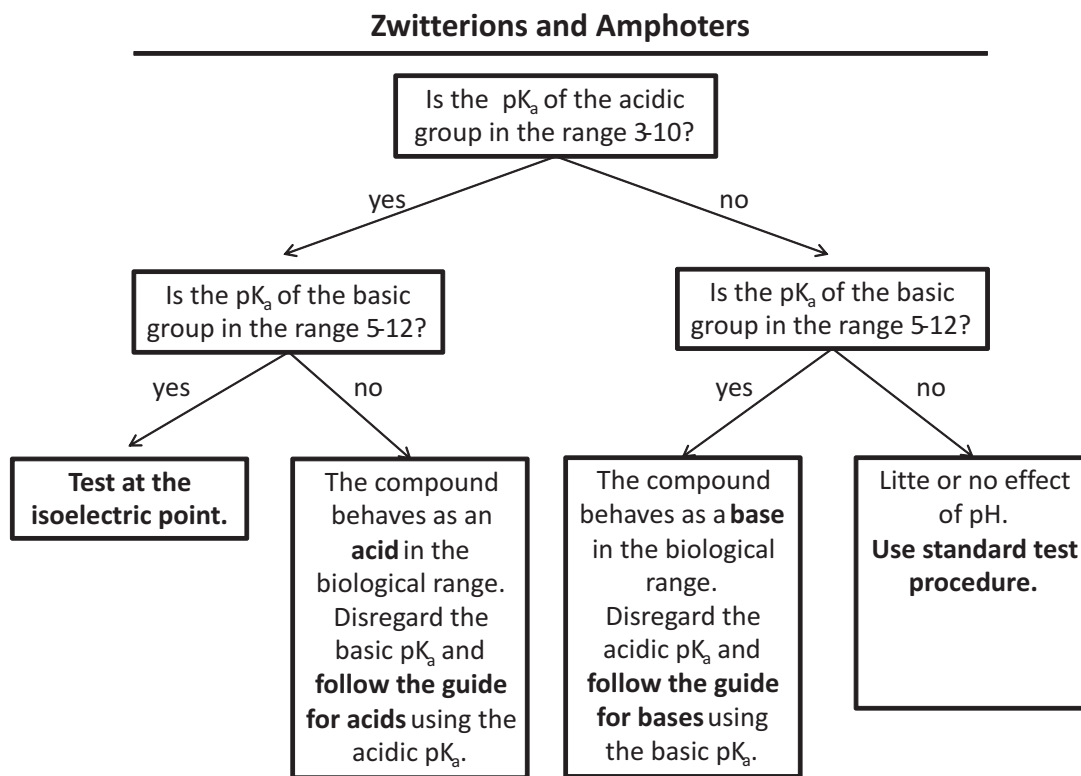 Zwitterions and Amphoters
Is the pKa of the acidic
group in the range 3-10?
yes
no
Is the pKa of the basic
group in the range 5-12?
Is the pKa of the basic
group in the range 5-12?
yes
no
yes
no
Test at the
isoelectric point.
The compound
behaves as an
acid in the
biological range.
Disregard the
basic pKa and
follow the guide
for acids using the
acidic pKa.
The compound
behaves as a base
in the biological
range.
Disregard the
acidic pKa and
follow the guide
for bases using
the basic pKa.
Litte or no effect
of pH.
Use standard test
procedure.